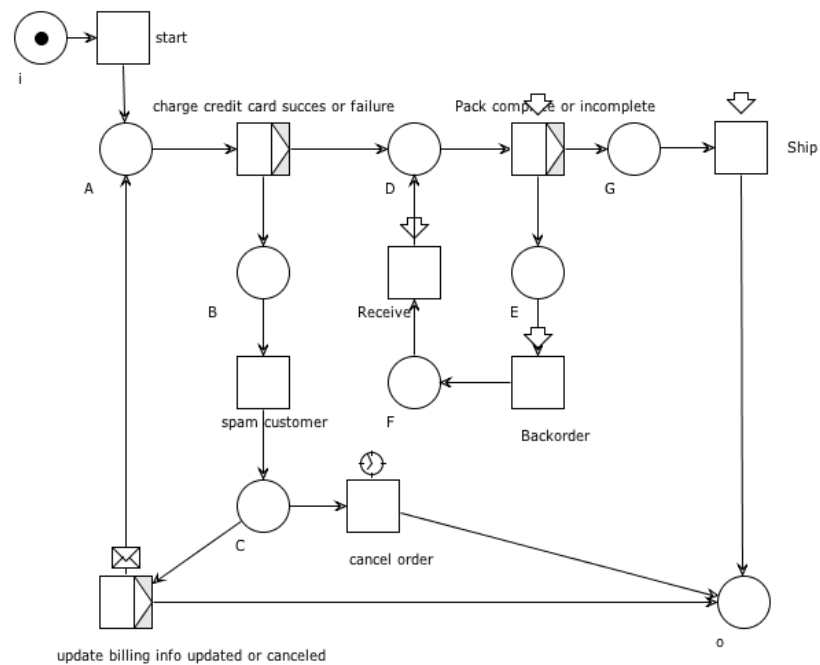 start
i
charge credit card succes or failure
Pack complete or incomplete
Ship
A
D
G
B
Receive
E
spam customer
F
Backorder
C
cancel order
o
update billing info updated or canceled